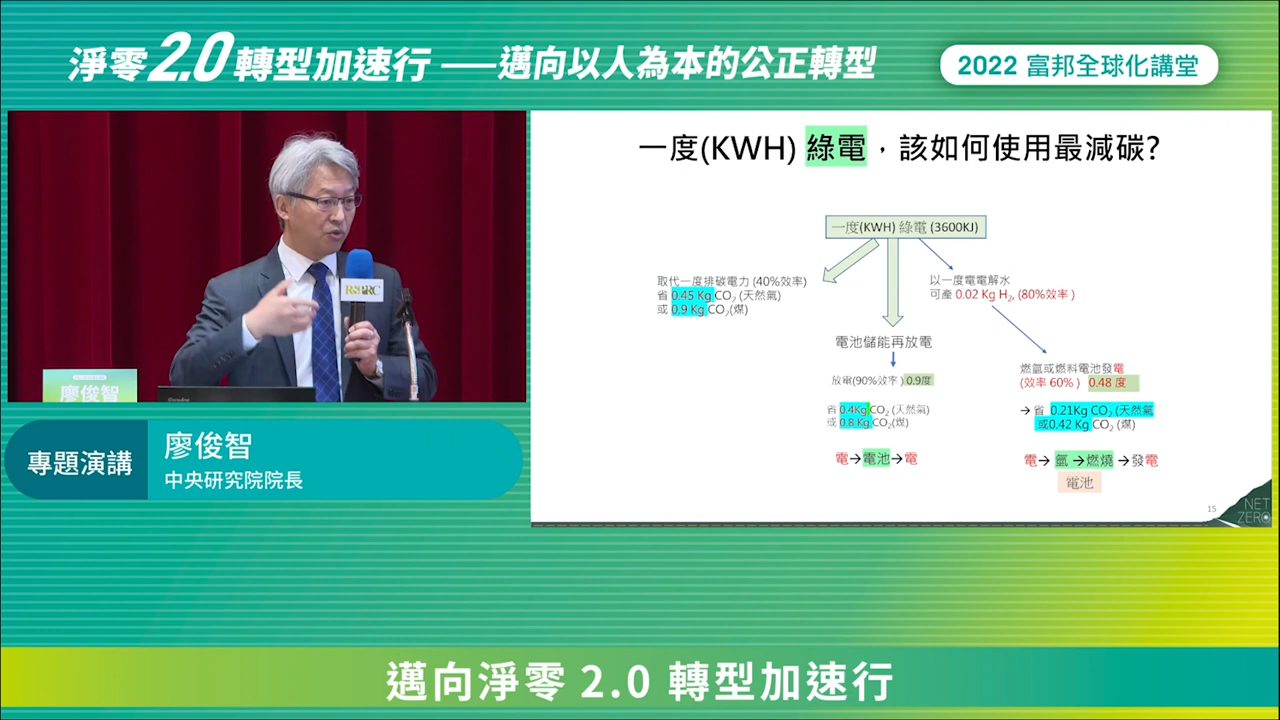 淨零2.0轉型加速行——邁向以人為本的公正轉型
2022 富邦全球化講堂
RSPRC
廖俊智
專題演講
廖俊智
中央研究院院長
一度(KWH) 綠電，該如何使用最減碳?
一度(KWH) 綠電 (3600KJ)
取代一度排碳電力 (40%效率)
省 0.45 Kg CO2 (天然氣)
或 0.9 Kg CO2(煤)
電池儲能再放電
放電(90%效率) 0.9度
省 0.4Kg CO2 (天然氣)
或 0.8 Kg CO2(煤)
電→電池→電
以一度電電解水
可產 0.02 Kg H2, (80%效率 )
燃氫或燃料電池發電
(效率 60% ) 0.48 度
→ 省 0.21Kg CO2 (天然氣
或0.42 Kg CO2 (煤)
電→ 氫 →燃燒 →發電
電池
15
NET
ZERO
邁向淨零 2.0 轉型加速行